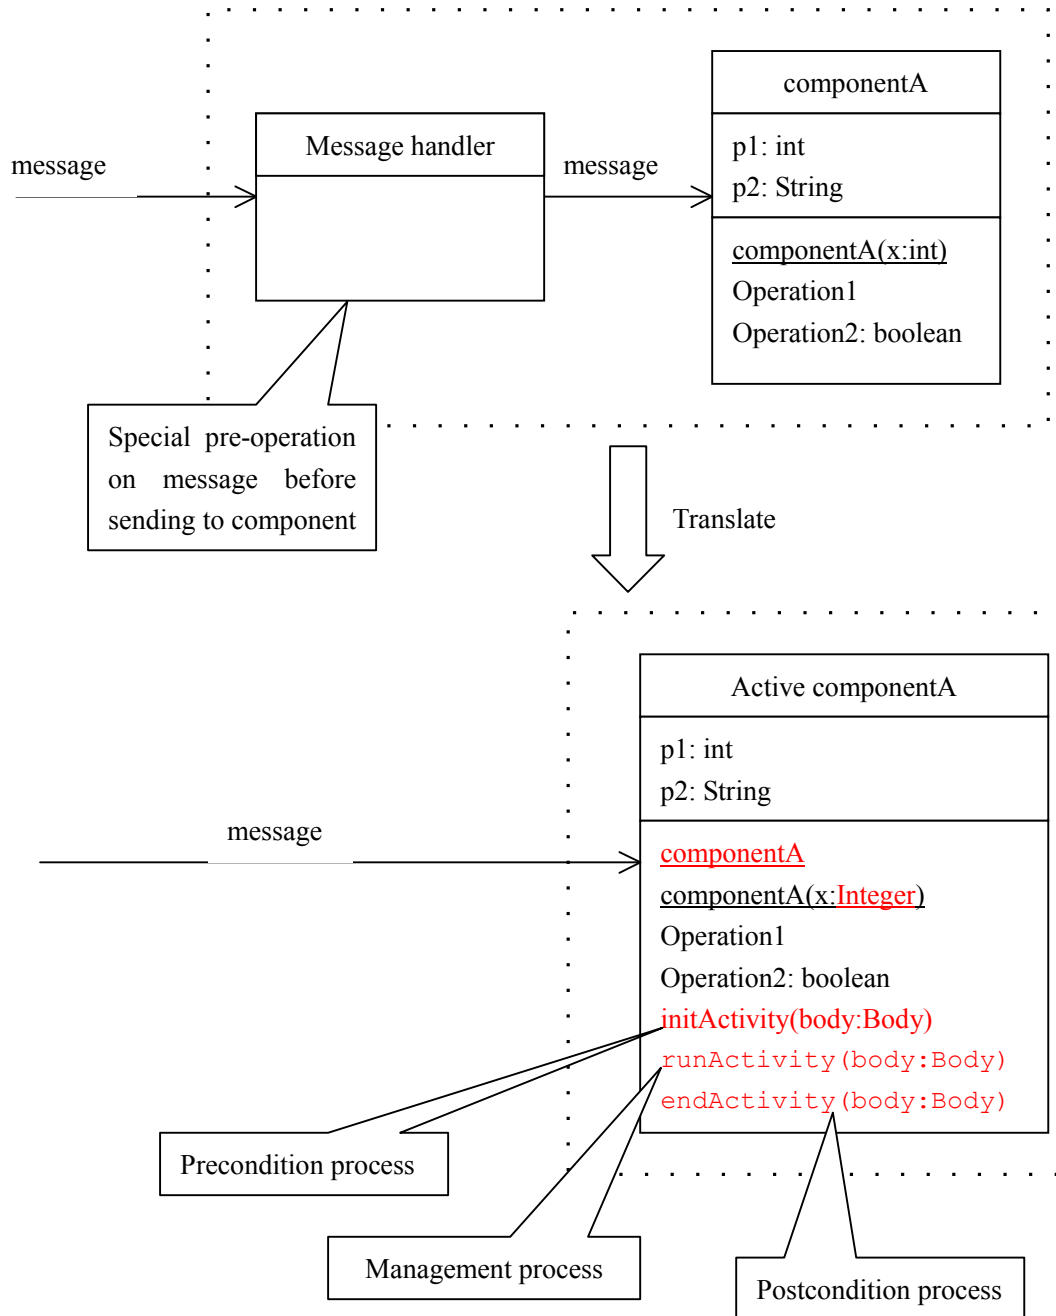 componentA
message
Message handler
message
p1: int
p2: String
componentA(x:int)
Operation1
Operation2: boolean
Special pre-operation
on message before
sending to component
Translate
Active componentA
p1: int
p2: String
message
componentA
componentA(x:Integer)
Operation1
Operation2: boolean
initActivity(body:Body)
runActivity(body:Body)
endActivity(body:Body)
Precondition process
Management process
Postcondition process